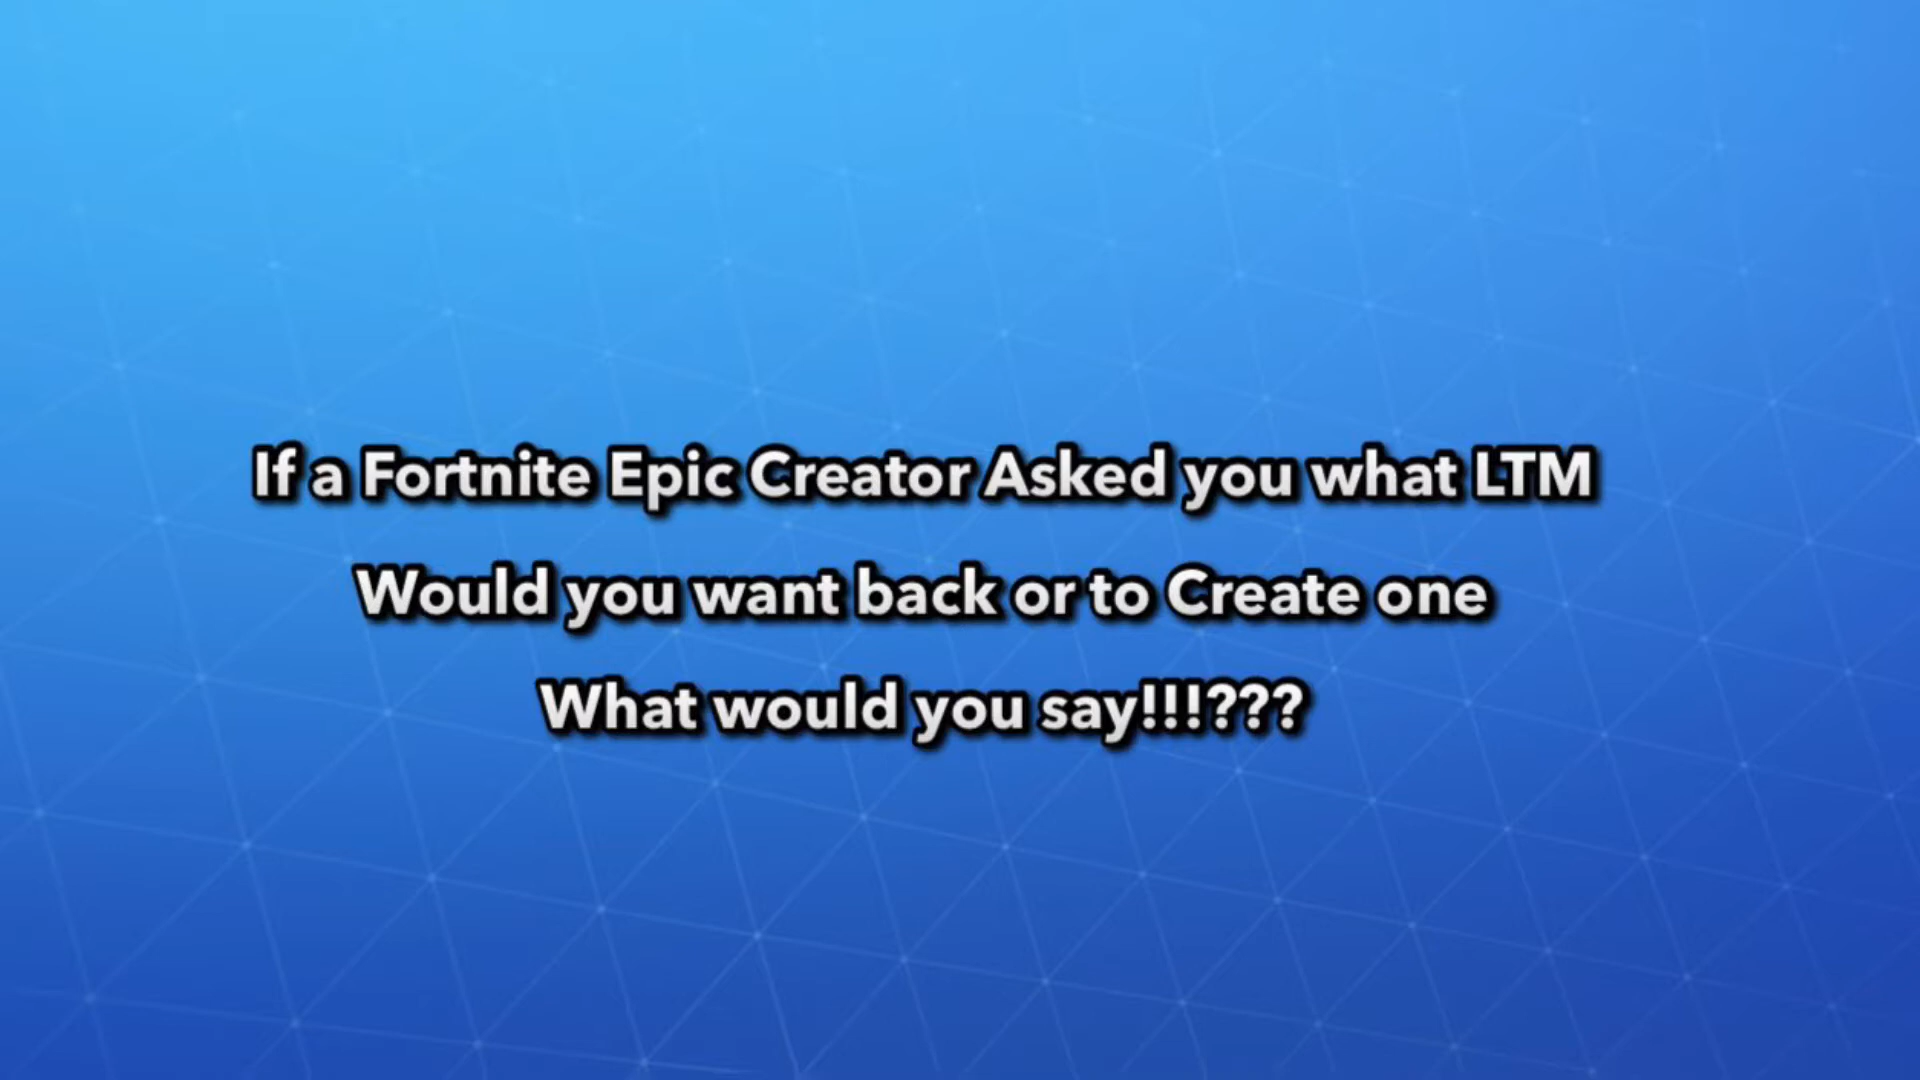 If a Fortnite Epic Creator Asked you what LTM
Would you want back or to Create one
What would you say!!!???